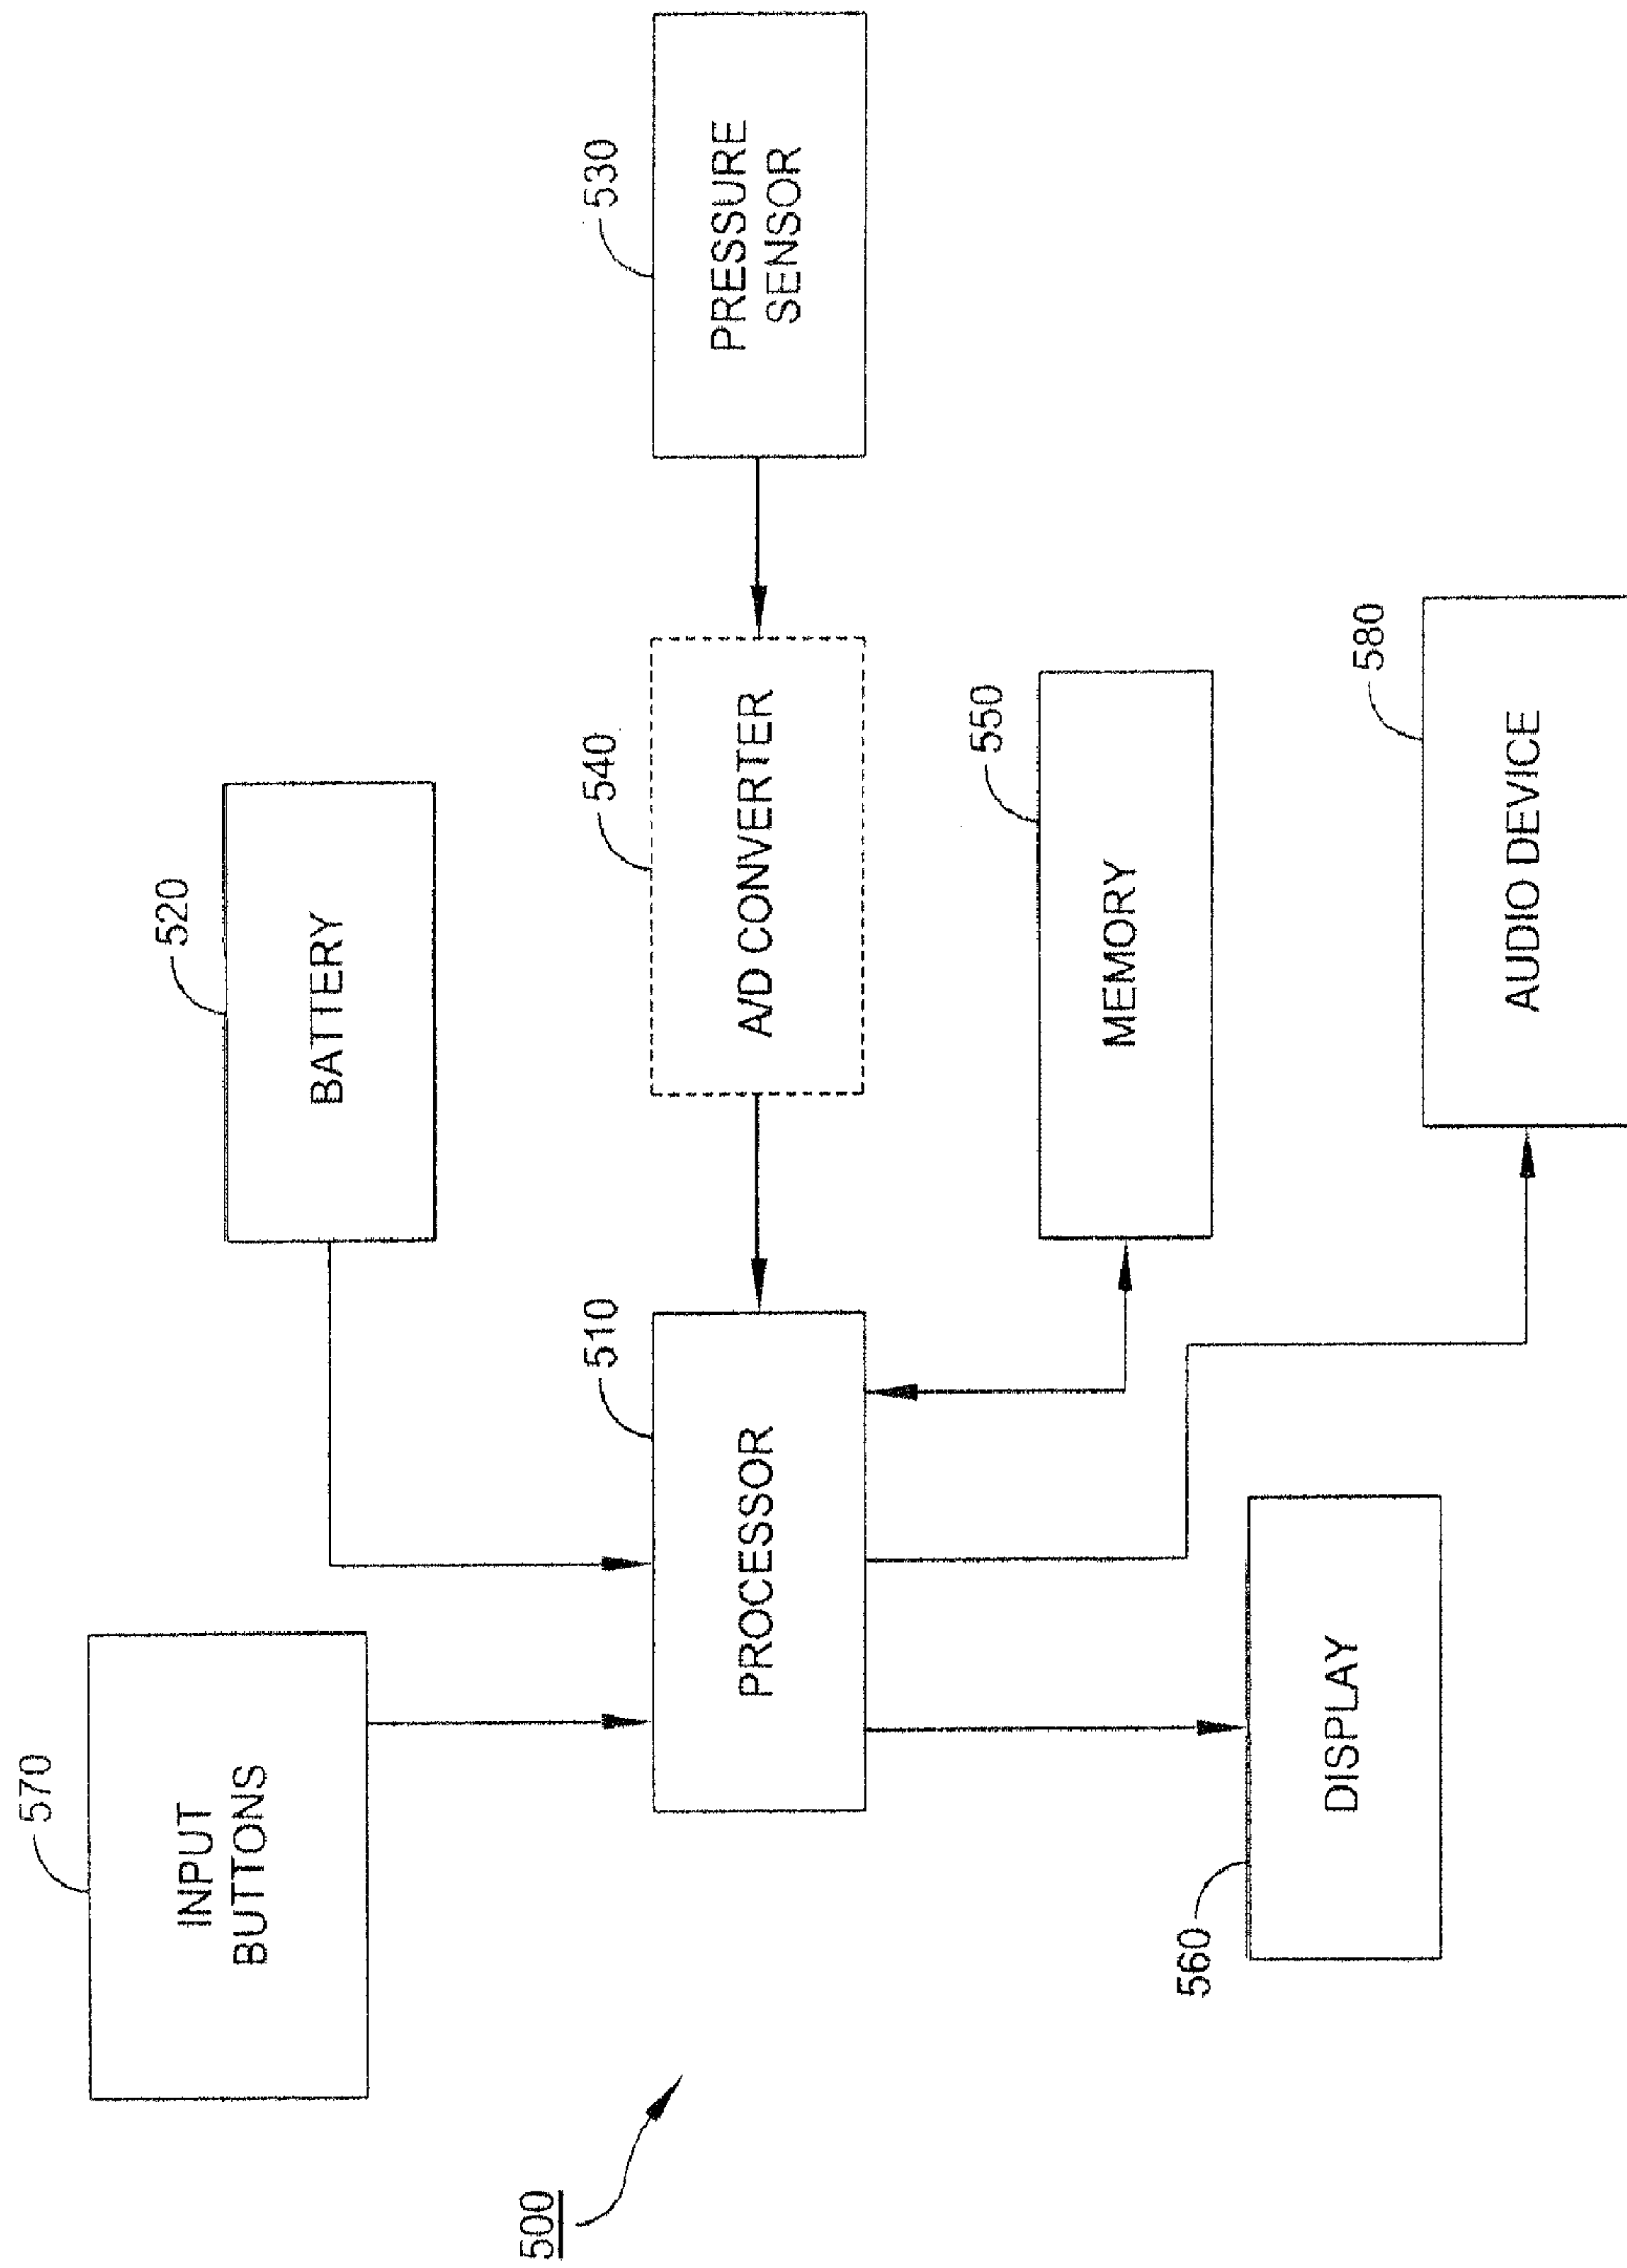 570
INPUT
BUTTONS
520
BATTERY
510
PROCESSOR
540
A/D CONVERTER
530
PRESSURE
SENSOR
550
MEMORY
560
DISPLAY
580
AUDIO DEVICE
500